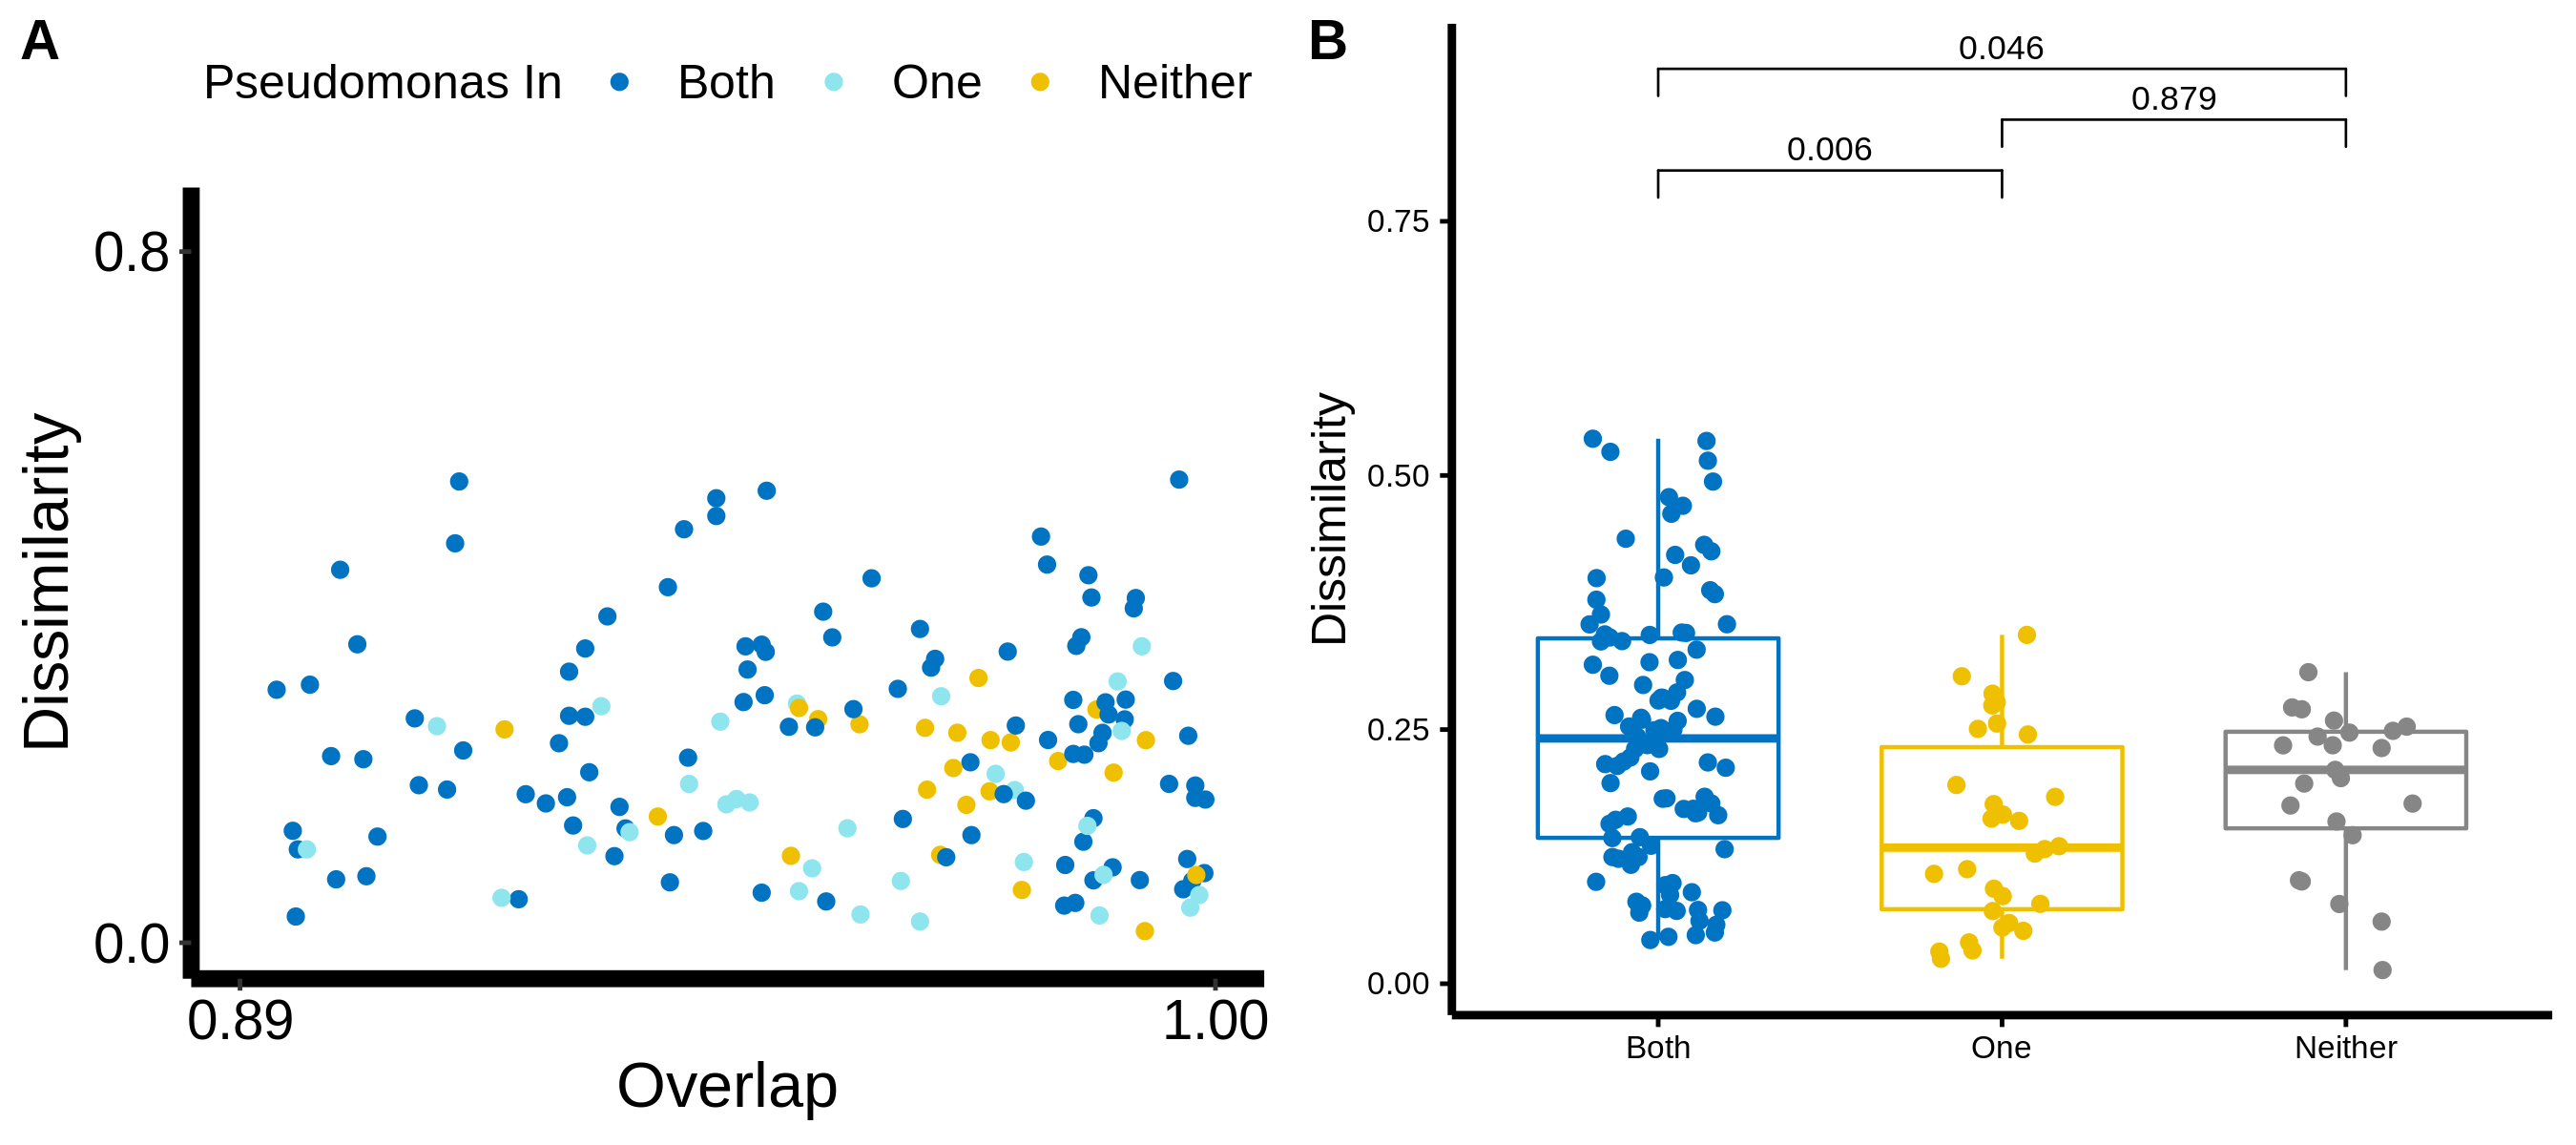 A
Pseudomonas In Both One Neither
Dissimilarity
0.8
0.0
0.89 1.00
Overlap
B
0.046
0.879
0.006
Dissimilarity
0.75
0.50
0.25
0.00
Both One Neither